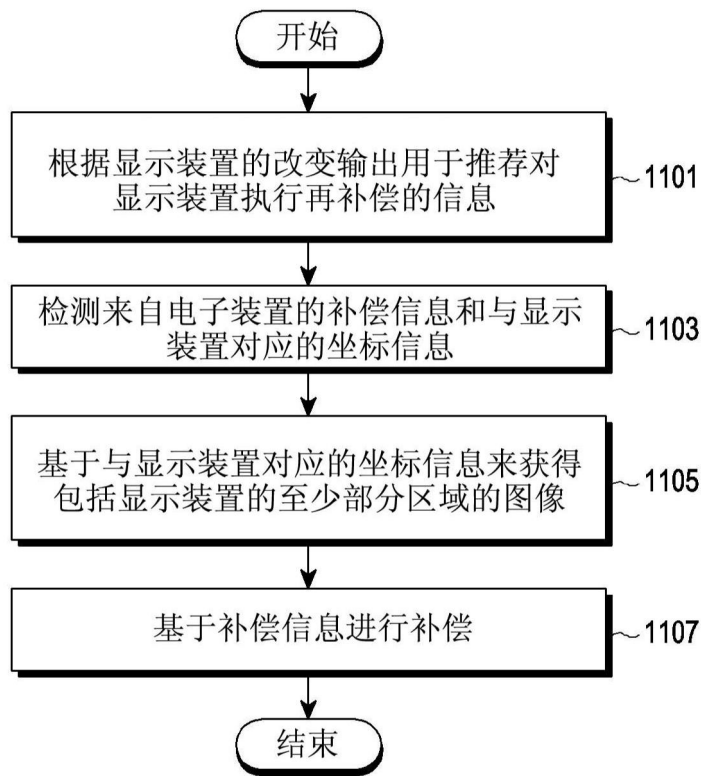 开始
根据显示装置的改变输出用于推荐对
显示装置执行再补偿的信息
1101
检测来自电子装置的补偿信息和与显示
装置对应的坐标信息
1103
基于与显示装置对应的坐标信息来获得
包括显示装置的至少部分区域的图像
1105
基于补偿信息进行补偿
1107
结束